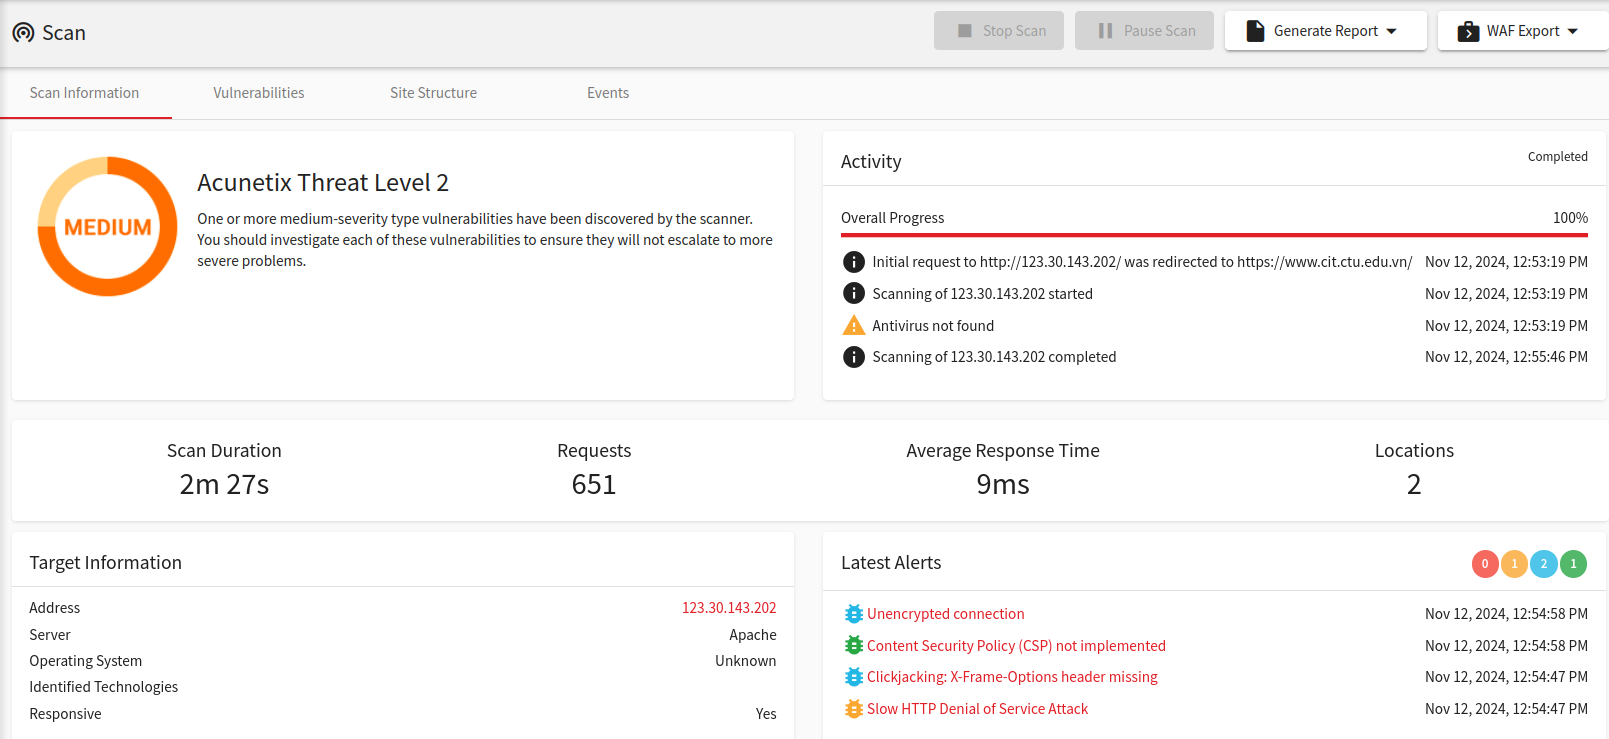 Scan
Stop Scan
Pause Scan
Generate Report
WAF Export
Scan Information
Vulnerabilities
Site Structure
Events
MEDIUM
Acunetix Threat Level 2
One or more medium-severity type vulnerabilities have been discovered by the scanner.
You should investigate each of these vulnerabilities to ensure they will not escalate to more
severe problems.
Activity
Completed
Overall Progress 100%
Initial request to http://123.30.143.202/ was redirected to https://www.cit.ctu.edu.vn/ Nov 12, 2024, 12:53:19 PM
Scanning of 123.30.143.202 started Nov 12, 2024, 12:53:19 PM
Antivirus not found Nov 12, 2024, 12:53:19 PM
Scanning of 123.30.143.202 completed Nov 12, 2024, 12:55:46 PM
Scan Duration
2m 27s
Requests
651
Average Response Time
9ms
Locations
2
Target Information
Address 123.30.143.202
Server Apache
Operating System Unknown
Identified Technologies
Responsive Yes
Latest Alerts 0 1 2 1
Unencrypted connection Nov 12, 2024, 12:54:58 PM
Content Security Policy (CSP) not implemented Nov 12, 2024, 12:54:58 PM
Clickjacking: X-Frame-Options header missing Nov 12, 2024, 12:54:47 PM
Slow HTTP Denial of Service Attack Nov 12, 2024, 12:54:47 PM